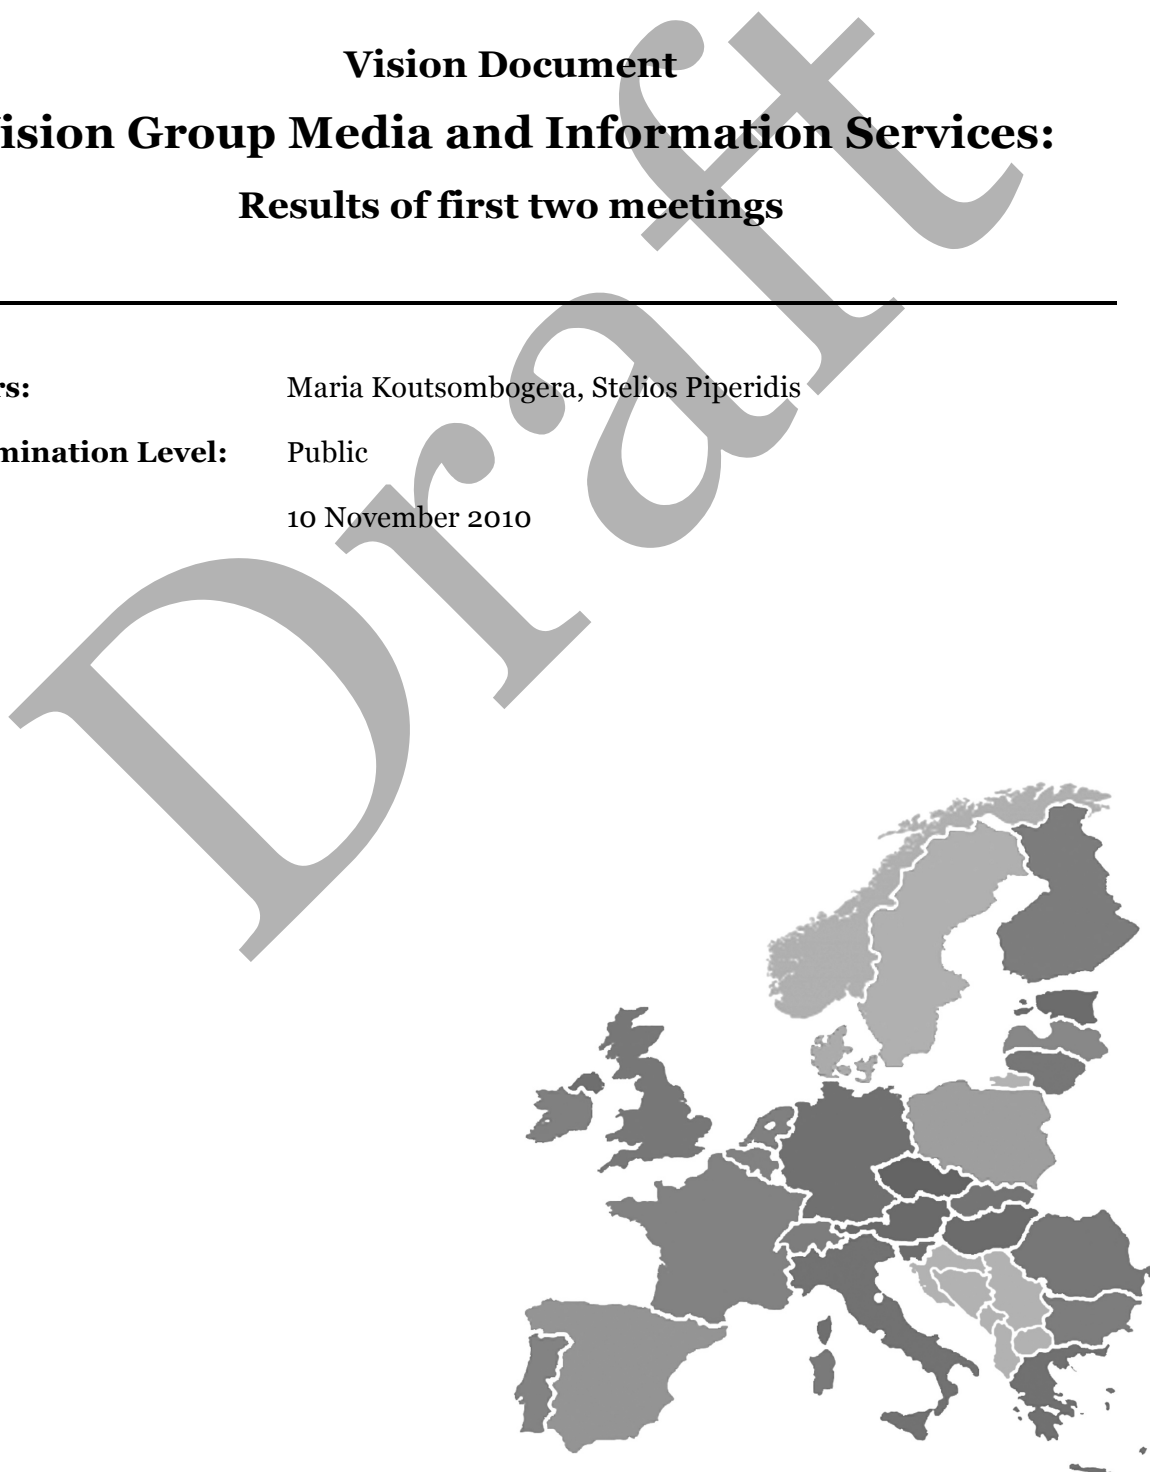 Vision Document
ision Group Media and Information Services:
Results of first two meetings
rs: Maria Koutsombogera, Stelios Piperidis
mination Level: Public
10 November 2010
Draft